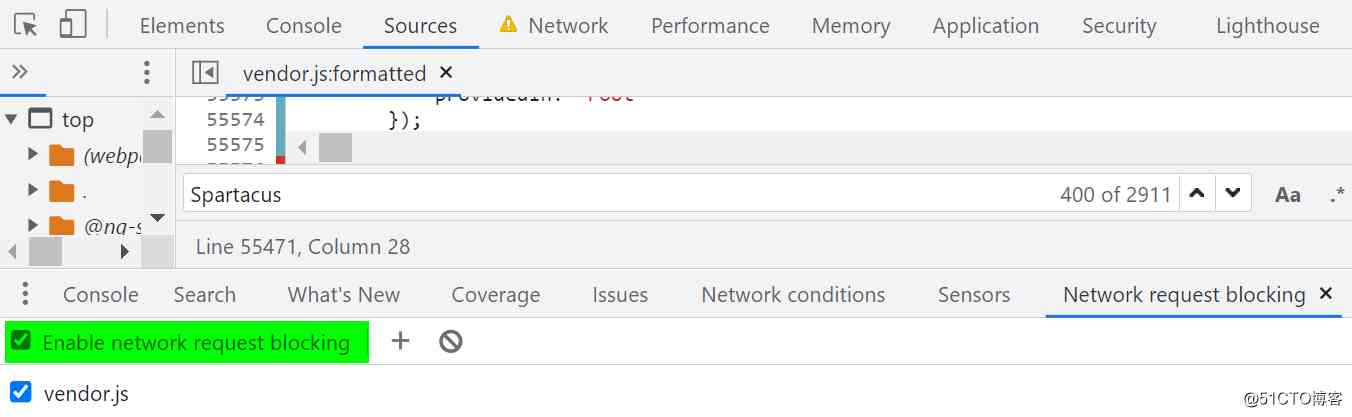 Elements Console Sources Network Performance Memory Application Security Lighthouse
vendor.js:formatted
top
55574 });
(webp
55575
.
Spartacus 400 of 2911 Aa .*
@ng-s
Line 55471, Column 28
Console Search What's New Coverage Issues Network conditions Sensors Network request blocking
Enable network request blocking
vendor.js
@51CTO博客